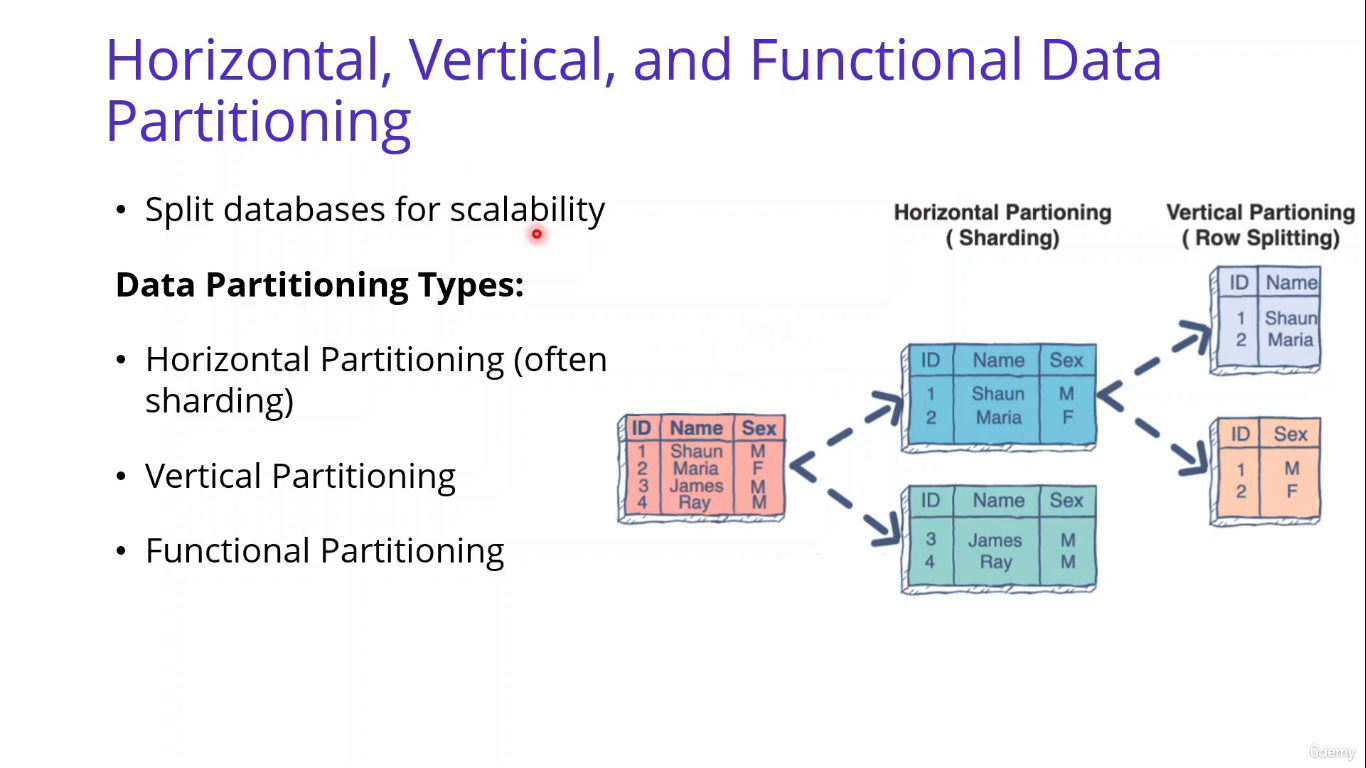 Horizontal, Vertical, and Functional Data
Partitioning
• Split databases for scalability
Data Partitioning Types:
• Horizontal Partitioning (often
sharding)
• Vertical Partitioning
• Functional Partitioning
ID Name Sex
1 Shaun M
2 Maria F
3 James M
4 Ray M
Horizontal Partioning
( Sharding)
ID Name Sex
1 Shaun M
2 Maria F
ID Name Sex
3 James M
4 Ray M
Vertical Partioning
( Row Splitting)
ID Name
1 Shaun
2 Maria
ID Sex
1 M
2 F
ûdemy